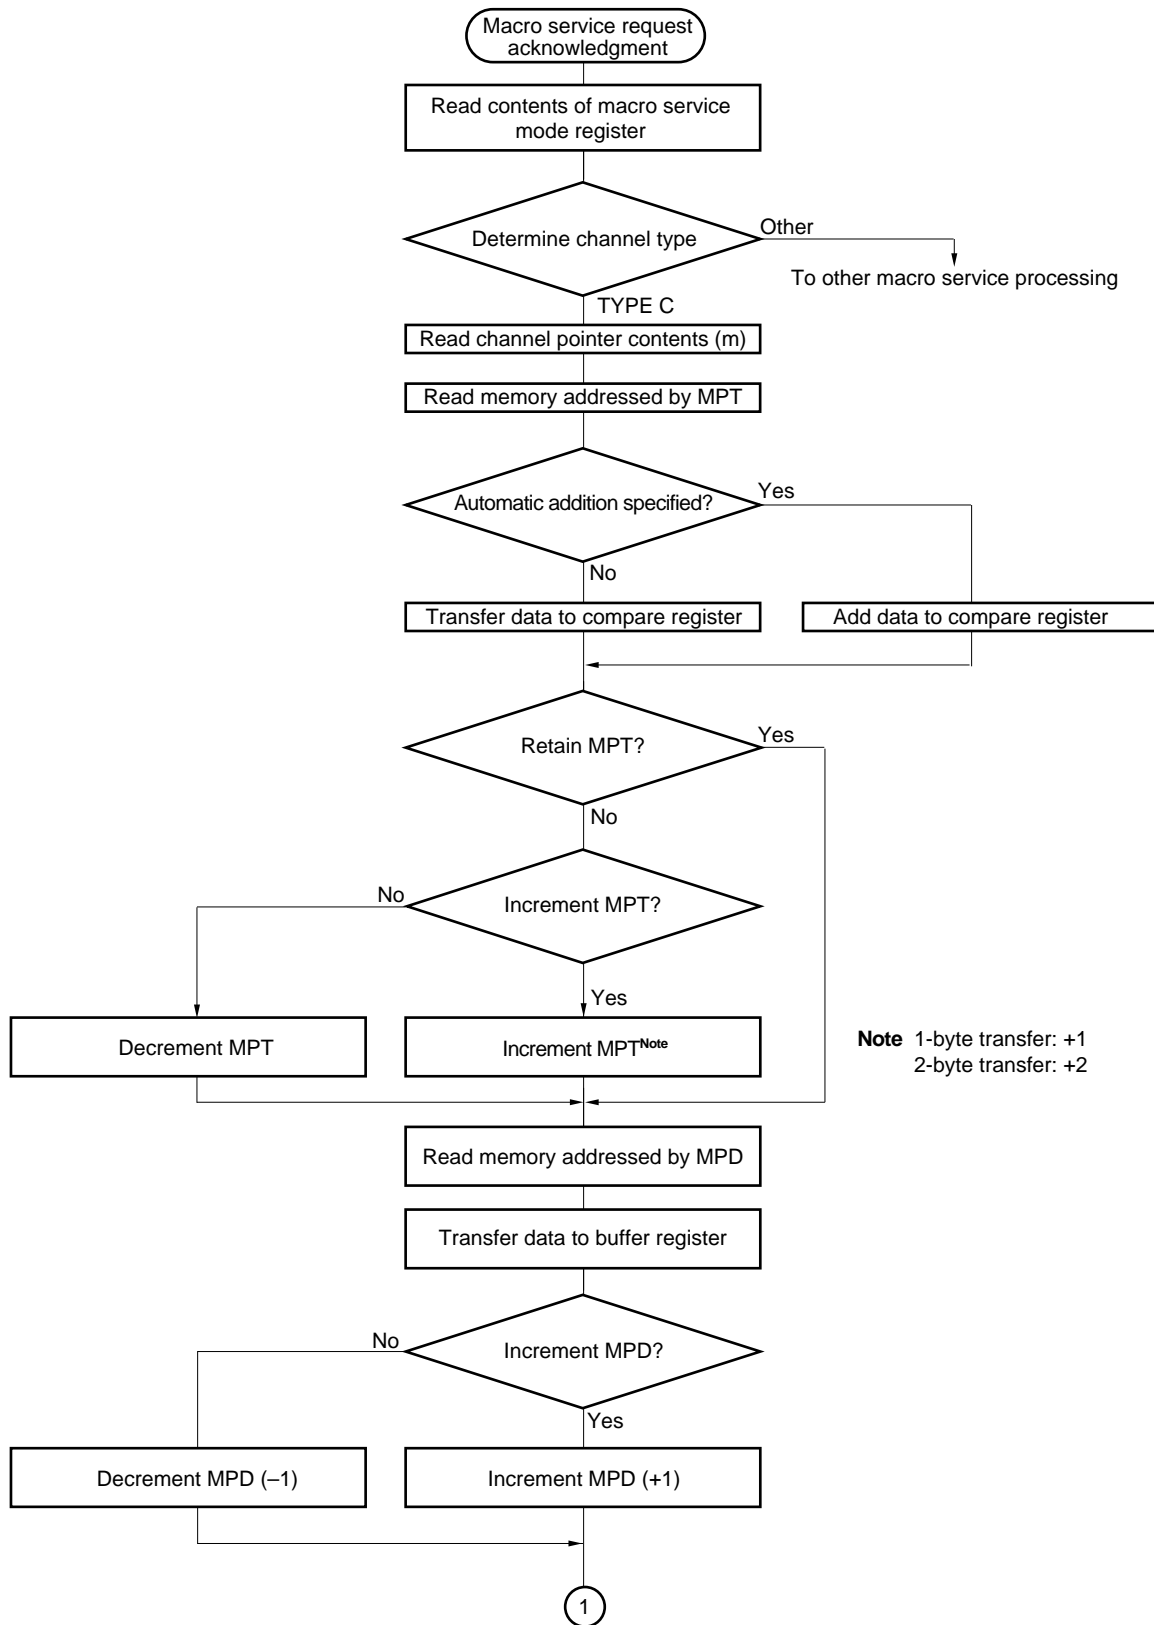 Macro service request
acknowledgment
Read contents of macro service
mode register
Determine channel type
Other
To other macro service processing
TYPE C
Read channel pointer contents (m)
Read memory addressed by MPT
Automatic addition specified?
Yes
No
Transfer data to compare register
Add data to compare register
Retain MPT?
Yes
No
No
Increment MPT?
Yes
Decrement MPT
Increment MPTNote
Note 1-byte transfer: +1
2-byte transfer: +2
Read memory addressed by MPD
Transfer data to buffer register
No
Increment MPD?
Yes
Decrement MPD (–1)
Increment MPD (+1)
1